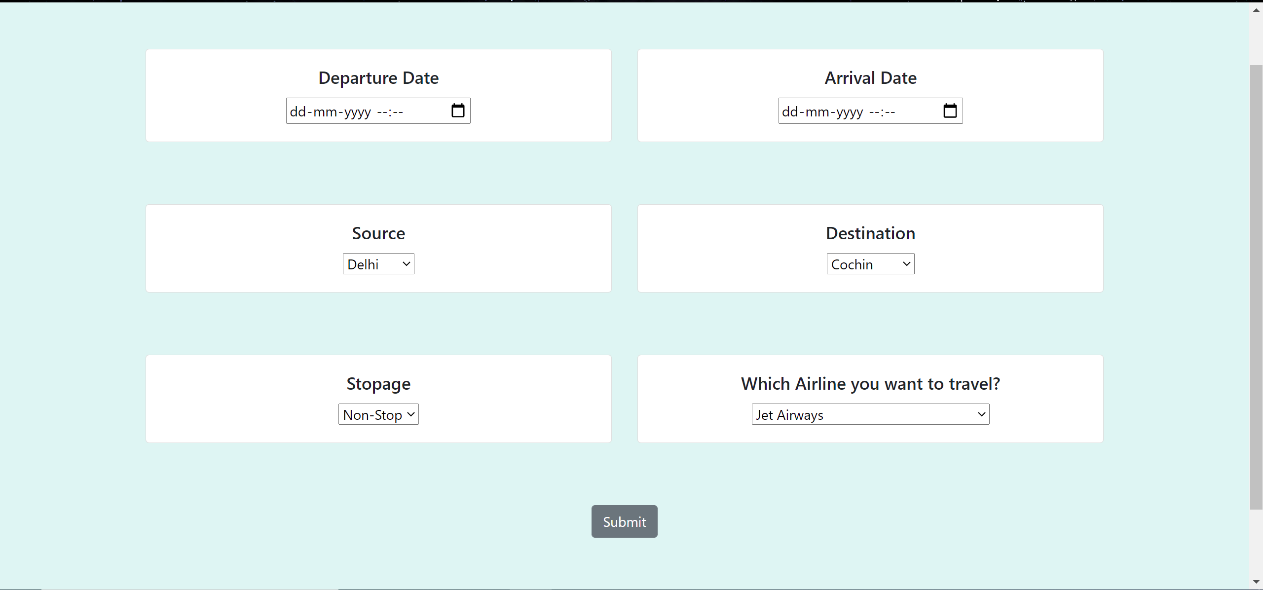 Departure Date
Arrival Date
dd-mm-yyyy --:--
dd-mm-yyyy --:--
Source
Destination
Delhi
Cochin
Stopage
Which Airline you want to travel?
Non-Stop
Jet Airways
Submit